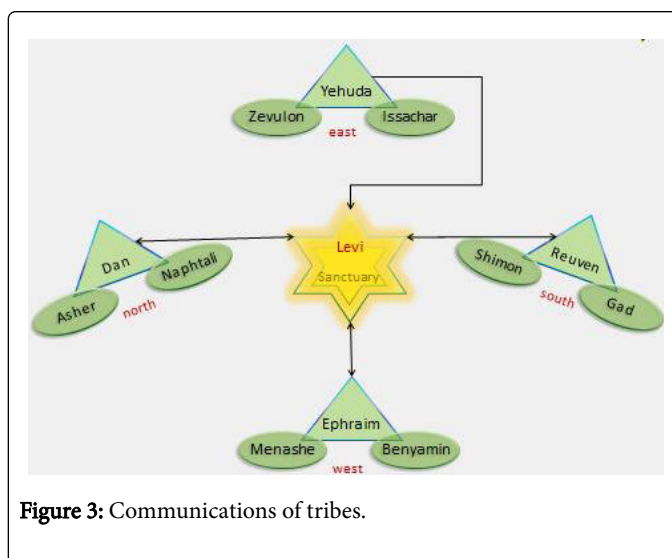 Yehuda
Zevulon
Issachar
east
Levi
Sanctuary
Dan
Naphtali
Asher
north
Reuven
Shimon
Gad
south
Ephraim
Menashe
Benyamin
west
Figure 3: Communications of tribes.